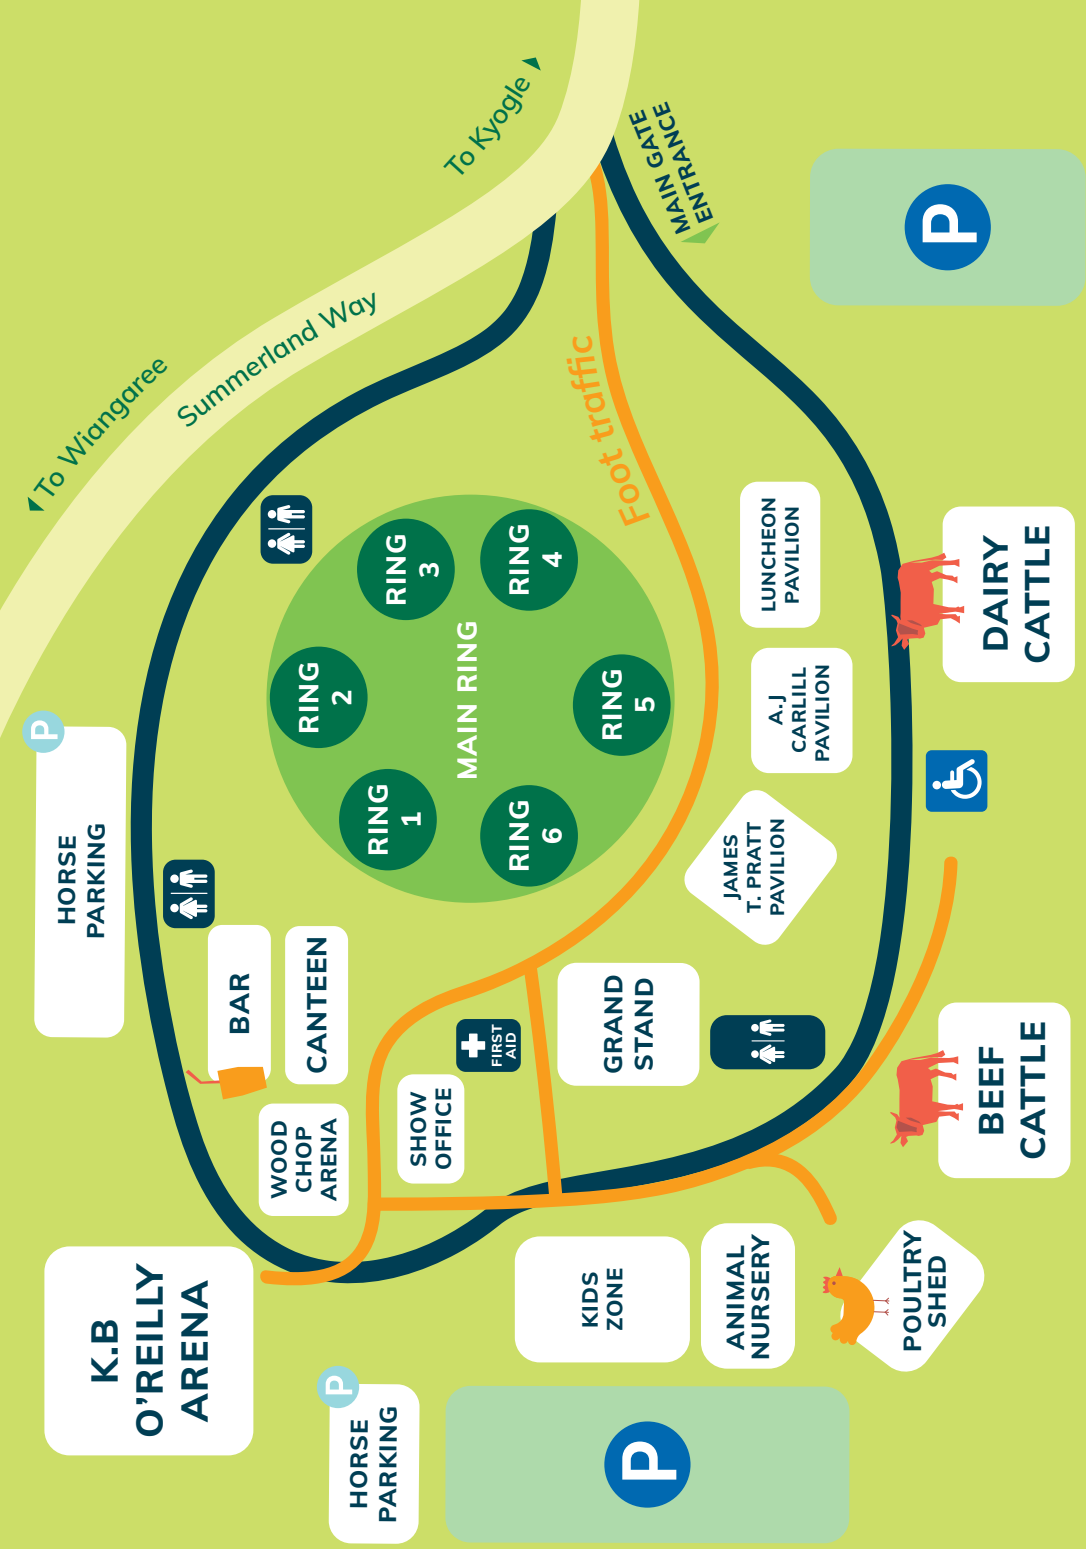 K.B
O'REILLY
ARENA
HORSE
PARKING
P
To Wiangaree
Summerland Way
To Kyogle
BAR
CANTEEN
WOOD
CHOP
ARENA
RING
1
RING
2
RING
3
RING
4
RING
5
RING
6
MAIN RING
HORSE
PARKING
P
SHOW
OFFICE
FIRST
AID
KIDS
ZONE
GRAND
STAND
Foot traffic
MAIN GATE
ENTRANCE
P
ANIMAL
NURSERY
JAMES
T. PRATT
PAVILION
A.J
CARLILL
PAVILION
LUNCHEON
PAVILION
POULTRY
SHED
BEEF
CATTLE
DAIRY
CATTLE
P